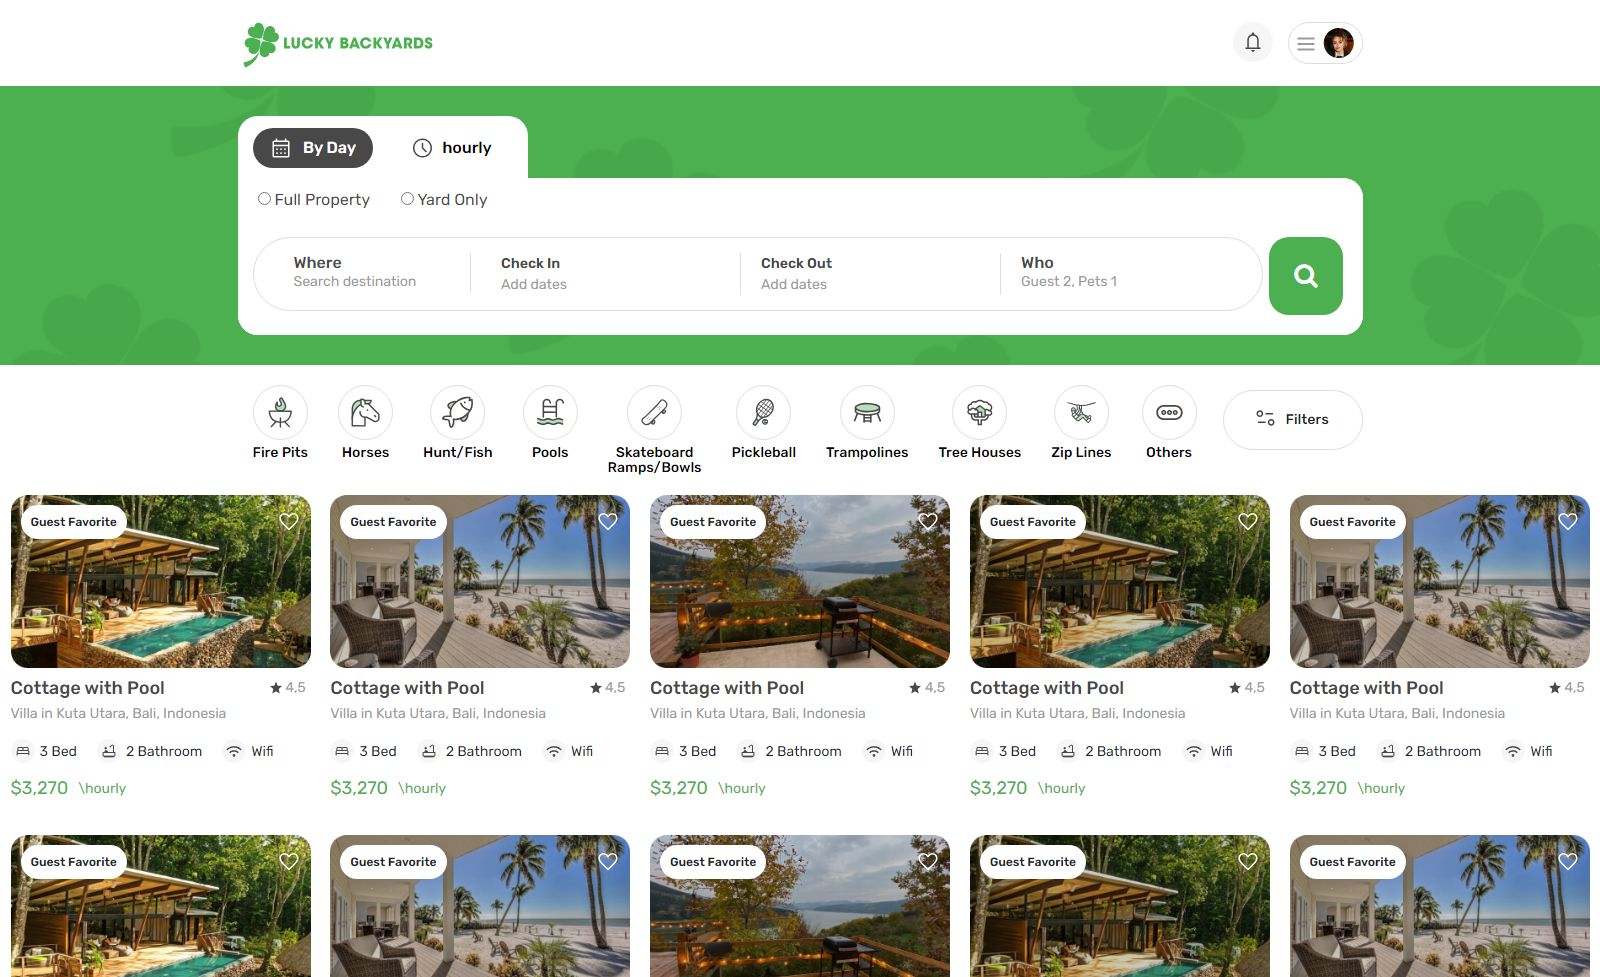 LUCKY BACKYARDS
By Day
hourly
Full Property
Yard Only
Where
Search destination
Check In
Add dates
Check Out
Add dates
Who
Guest 2, Pets 1
Fire Pits
Horses
Hunt/Fish
Pools
Skateboard
Ramps/Bowls
Pickleball
Trampolines
Tree Houses
Zip Lines
Others
Filters
Guest Favorite
Cottage with Pool
4,5
Villa in Kuta Utara, Bali, Indonesia
3 Bed
2 Bathroom
Wifi
$3,270 \hourly
Guest Favorite
Cottage with Pool
4,5
Villa in Kuta Utara, Bali, Indonesia
3 Bed
2 Bathroom
Wifi
$3,270 \hourly
Guest Favorite
Cottage with Pool
4,5
Villa in Kuta Utara, Bali, Indonesia
3 Bed
2 Bathroom
Wifi
$3,270 \hourly
Guest Favorite
Cottage with Pool
4,5
Villa in Kuta Utara, Bali, Indonesia
3 Bed
2 Bathroom
Wifi
$3,270 \hourly
Guest Favorite
Cottage with Pool
4,5
Villa in Kuta Utara, Bali, Indonesia
3 Bed
2 Bathroom
Wifi
$3,270 \hourly
Guest Favorite
Guest Favorite
Guest Favorite
Guest Favorite
Guest Favorite